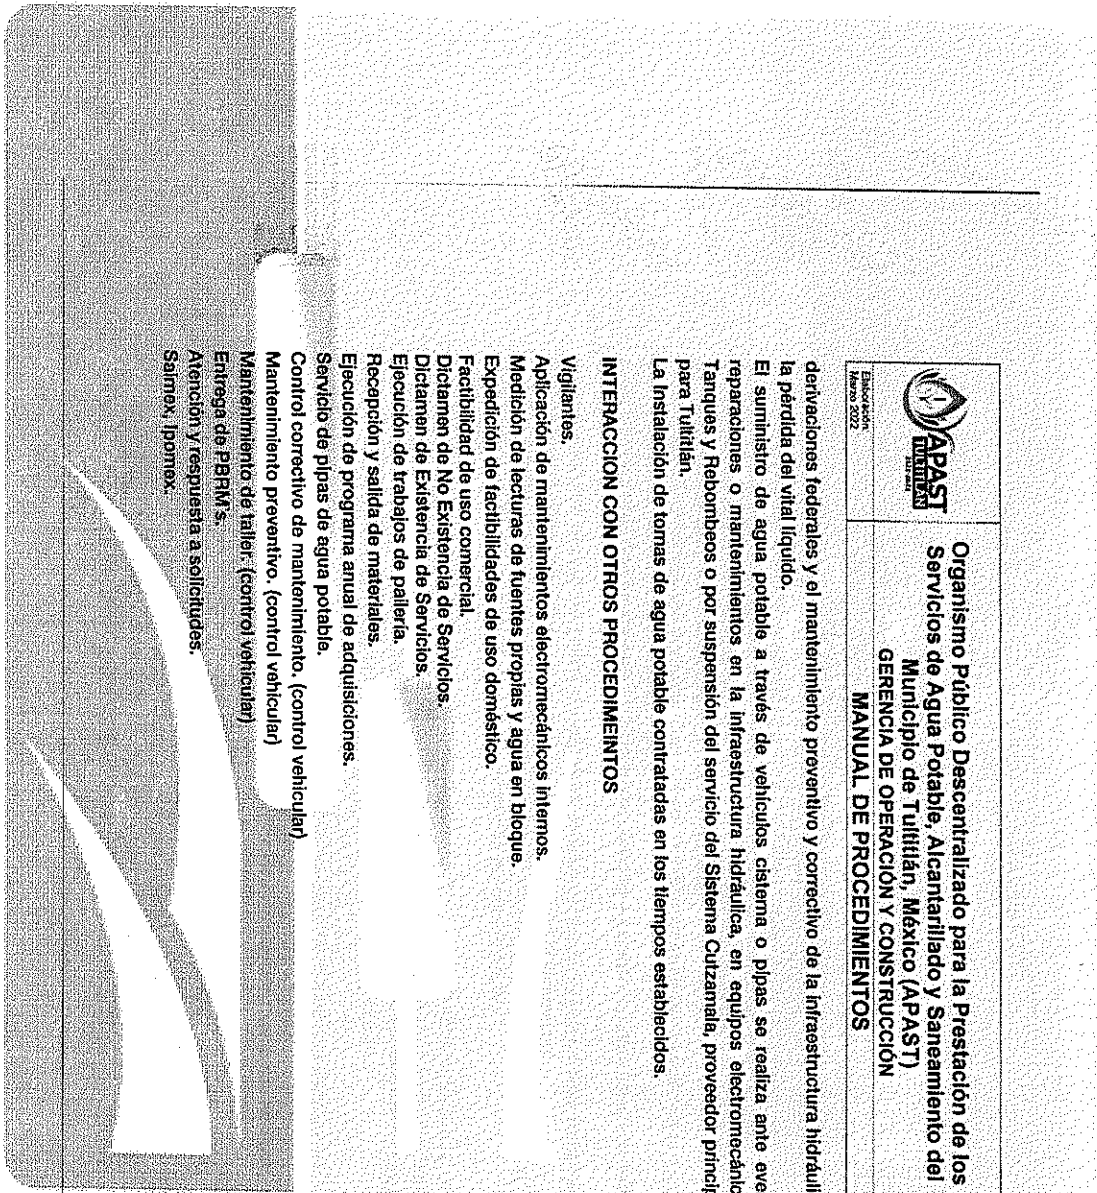 APAST
TULTITLÁN
Organismo Público Descentralizado para la Prestación de los
Servicios de Agua Potable, Alcantarillado y Saneamiento del
Municipio de Tultitlán, México (APAST)
GERENCIA DE OPERACIÓN Y CONSTRUCCIÓN
Elaboración
Marzo 2022
MANUAL DE PROCEDIMIENTOS
derivaciones federales y el mantenimiento preventivo y correctivo de la infraestructura hidrául
la pérdida del vital líquido.
El suministro de agua potable a través de vehículos cisterna o pipas se realiza ante eve
reparaciones o mantenimientos en la infraestructura hidráulica, en equipos electromecánic
Tanques y Rebombeos o por suspensión del servicio del Sistema Cutzamala, proveedor princip
para Tultitlán.
La Instalación de tomas de agua potable contratadas en los tiempos establecidos.
INTERACCION CON OTROS PROCEDIMEINTOS
Vigilantes.
Aplicación de mantenimientos electromecánicos internos.
Medición de lecturas de fuentes propias y agua en bloque.
Expedición de factibilidades de uso doméstico.
Factibilidad de uso comercial.
Dictamen de No Existencia de Servicios.
Dictamen de Existencia de Servicios.
Ejecución de trabajos de pailería.
Recepción y salida de materiales.
Ejecución de programa anual de adquisiciones.
Servicio de pipas de agua potable.
Control correctivo de mantenimiento. (control vehicular)
Mantenimiento preventivo. (control vehicular)
Mantenimiento de taller. (control vehicular)
Entrega de PBRM's.
Atención y respuesta a solicitudes.
Saimex, Ipomex.